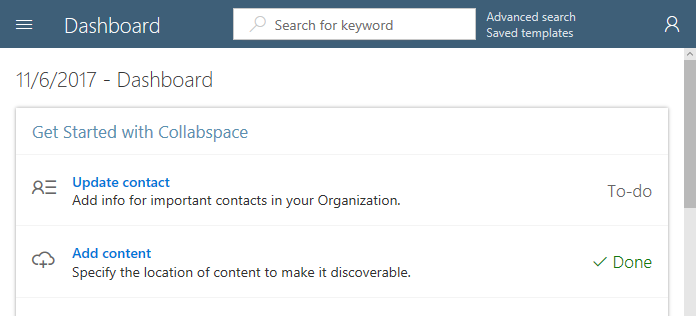 Dashboard
Search for keyword
Advanced search
Saved templates
11/6/2017 - Dashboard
Get Started with Collabspace
Update contact
Add info for important contacts in your Organization.
To-do
Add content
Specify the location of content to make it discoverable.
Done